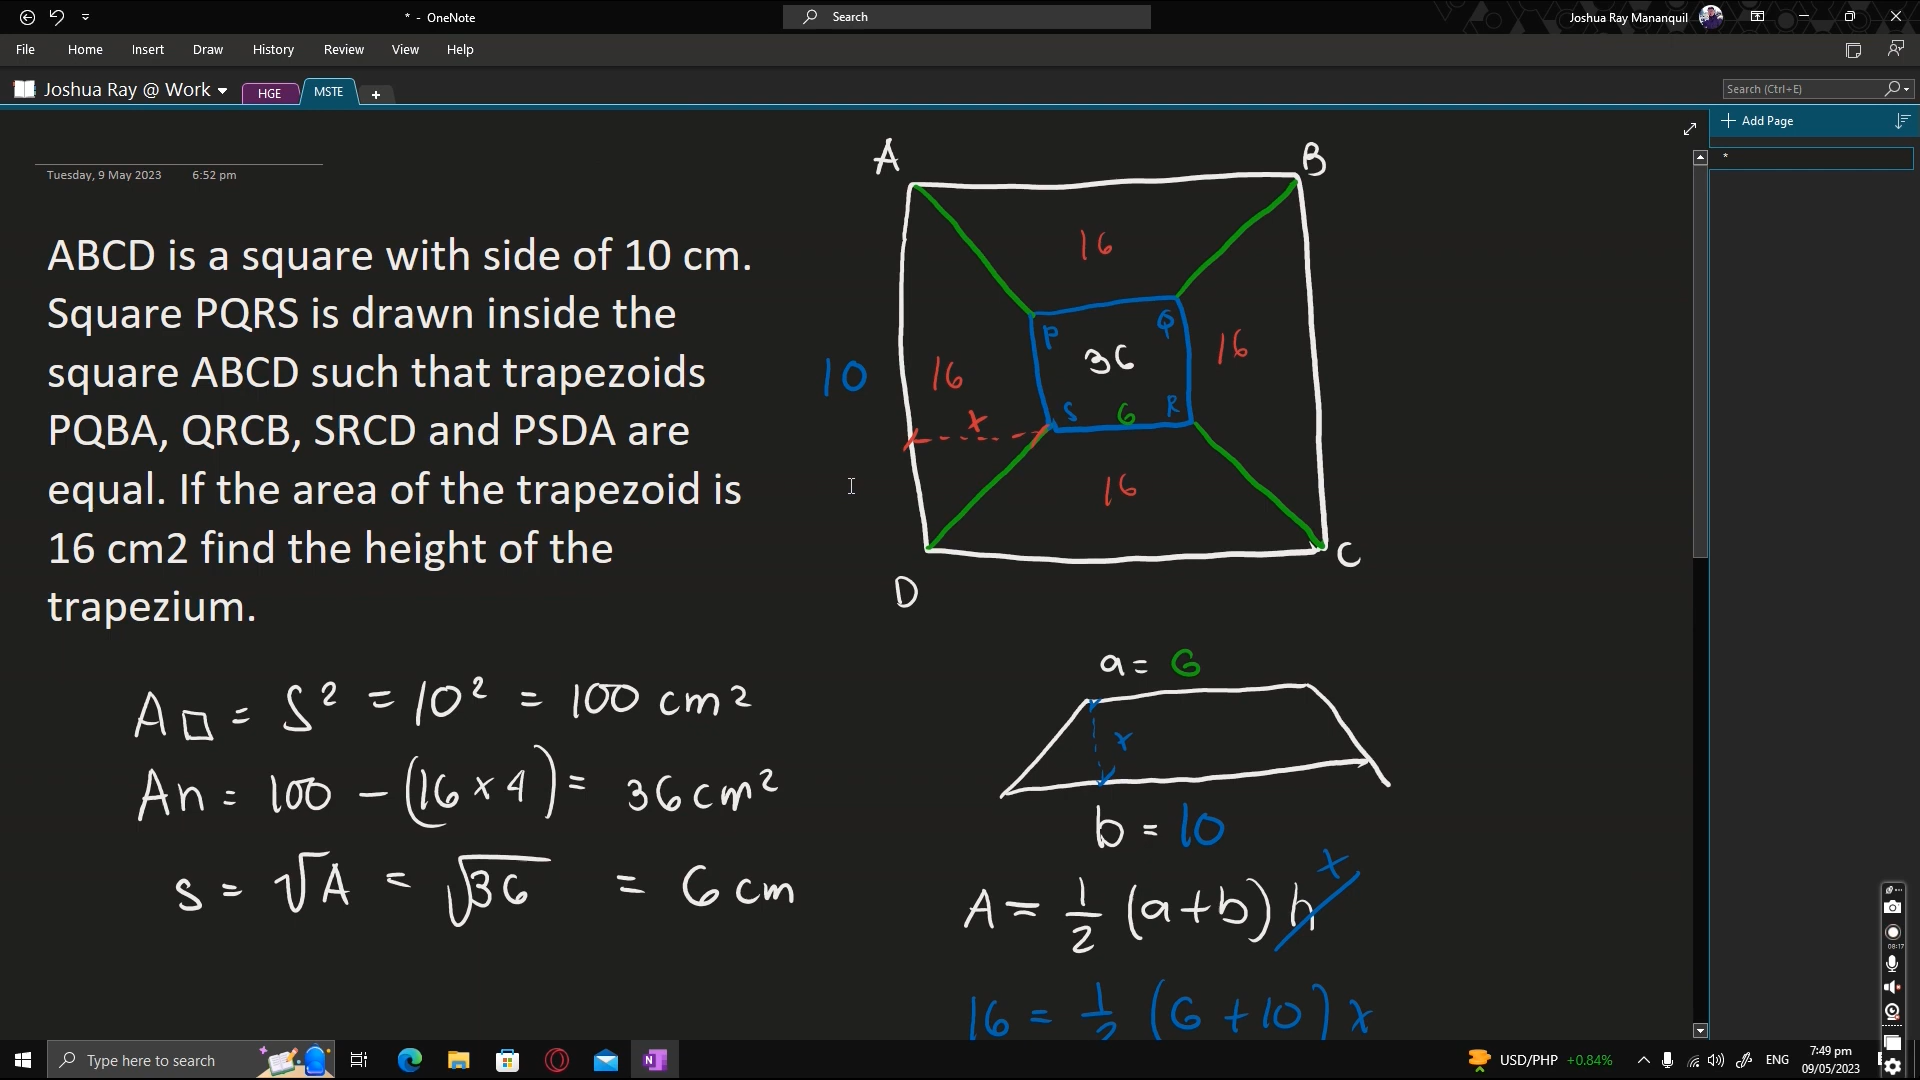 * - OneNote
Search
Joshua Ray Mananquil
File Home Insert Draw History Review View Help
Joshua Ray @ Work
HGE
MSTE
+
Search (Ctrl+E)
Add Page
*
Tuesday, 9 May 2023 6:52 pm
ABCD is a square with side of 10 cm.
Square PQRS is drawn inside the
square ABCD such that trapezoids
PQBA, QRCB, SRCD and PSDA are
equal. If the area of the trapezoid is
16 cm2 find the height of the
trapezium.
A□ = S² = 10² = 100 cm²
An = 100 - (16 x 4) = 36 cm²
s = √A = √36 = 6 cm
A
B
16
P
Q
36
16
10
16
x
S
6
R
16
C
D
a = 6
x
b = 10
A = 1/2 (a+b) h x
16 = 1/2 (6 + 10) x
08:17
Type here to search
USD/PHP +0.84%
ENG
7:49 pm
09/05/2023